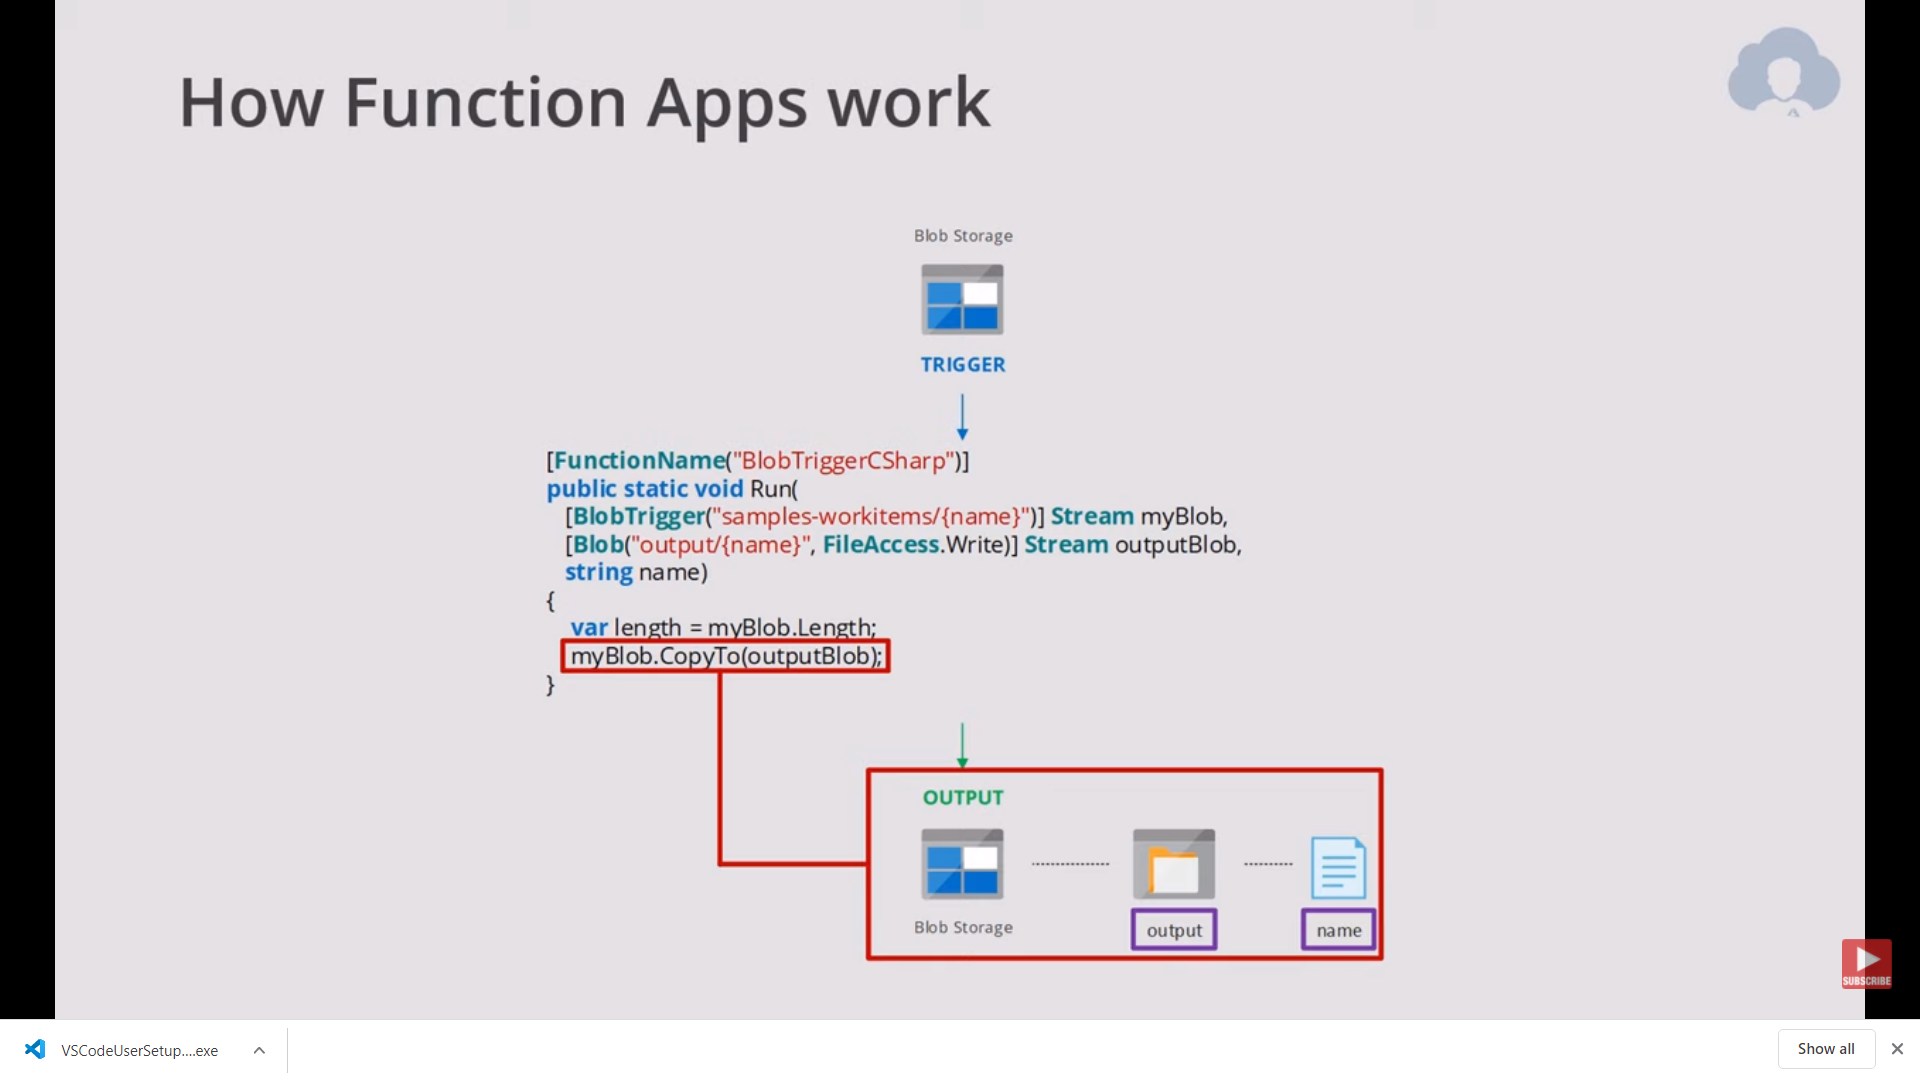 How Function Apps work
Blob Storage
TRIGGER
[FunctionName("BlobTriggerCSharp")]
public static void Run(
[BlobTrigger("samples-workitems/{name}")] Stream myBlob,
[Blob("output/{name}", FileAccess.Write)] Stream outputBlob,
string name)
{
var length = myBlob.Length;
myBlob.CopyTo(outputBlob);
}
OUTPUT
Blob Storage
output
name
SUBSCRIBE
VSCodeUserSetup....exe
Show all